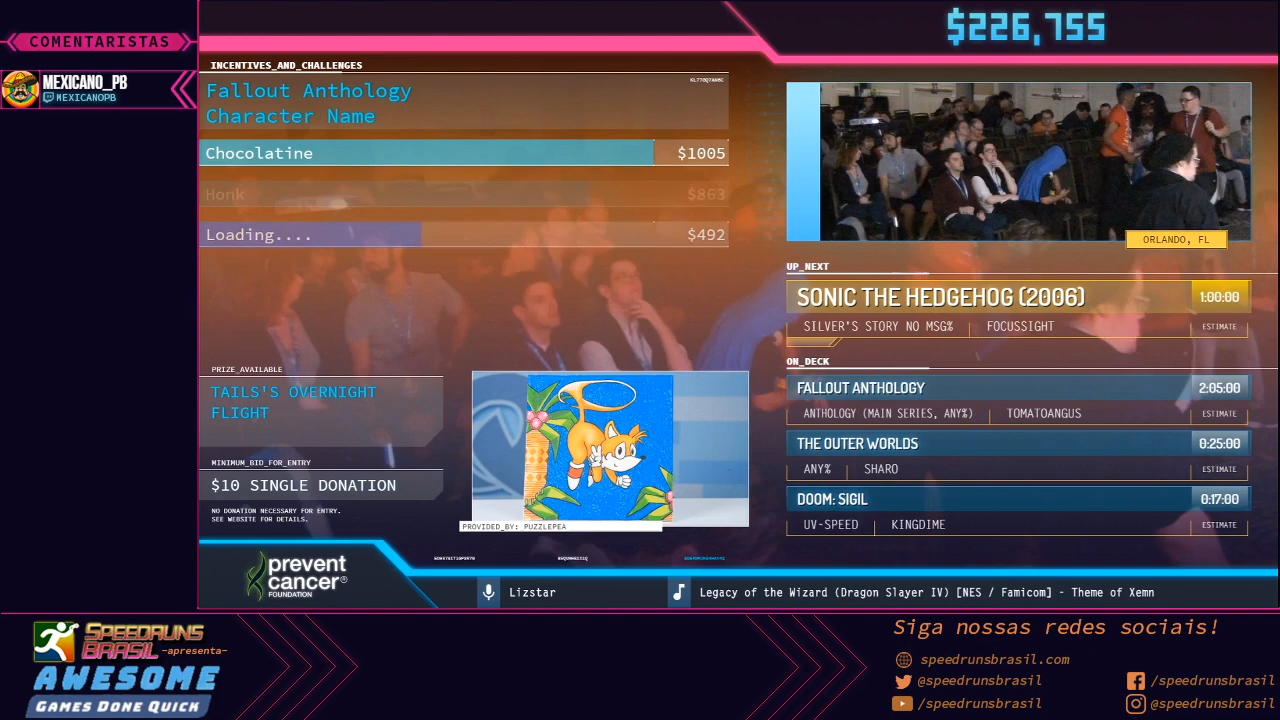 COMENTARISTAS
MEXICANO_PB
MEXICANOPB
$226,755
INCENTIVES_AND_CHALLENGES
Fallout Anthology
Character Name
Chocolatine $1005
Honk $863
Loading.... $492
PRIZE_AVAILABLE
TAILS'S OVERNIGHT
FLIGHT
MINIMUM_BID_FOR_ENTRY
$10 SINGLE DONATION
NO DONATION NECESSARY FOR ENTRY.
SEE WEBSITE FOR DETAILS.
PROVIDED_BY: PUZZLEPEA
ORLANDO, FL
UP_NEXT
SONIC THE HEDGEHOG (2006) 1:00:00
SILVER'S STORY NO MSG% FOCUSSIGHT ESTIMATE
ON_DECK
FALLOUT ANTHOLOGY 2:05:00
ANTHOLOGY (MAIN SERIES, ANY%) TOMATOANGUS ESTIMATE
THE OUTER WORLDS 0:25:00
ANY% SHARO ESTIMATE
DOOM: SIGIL 0:17:00
UV-SPEED KINGDIME ESTIMATE
prevent
cancer®
FOUNDATION
Lizstar
Legacy of the Wizard (Dragon Slayer IV) [NES / Famicom] - Theme of Xemn
SPEEDRUNS
BRASIL -apresenta-
AWESOME
GAMES DONE QUICK
Siga nossas redes sociais!
speedrunsbrasil.com
@speedrunsbrasil /speedrunsbrasil
/speedrunsbrasil @speedrunsbrasil